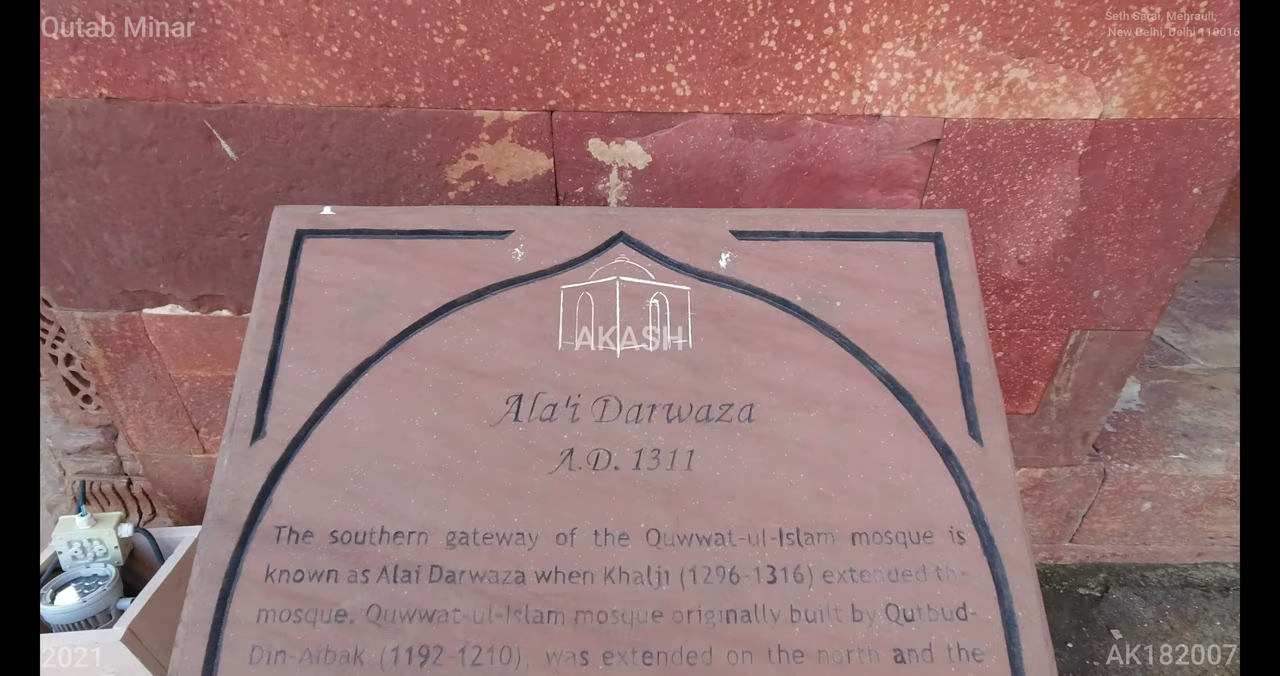 Qutab Minar
Seth Sarai, Mehrauli,
New Delhi, Delhi 110016
AKASH
Ala'i Darwaza
A.D. 1311
The southern gateway of the Quwwat-ul-Islam mosque is
known as Alai Darwaza when Khalji (1296-1316) extended the
mosque. Quwwat-ul-Islam mosque originally built by Qutbud-
Din-Aibak (1192-1210), was extended on the north and the
2021
AK182007